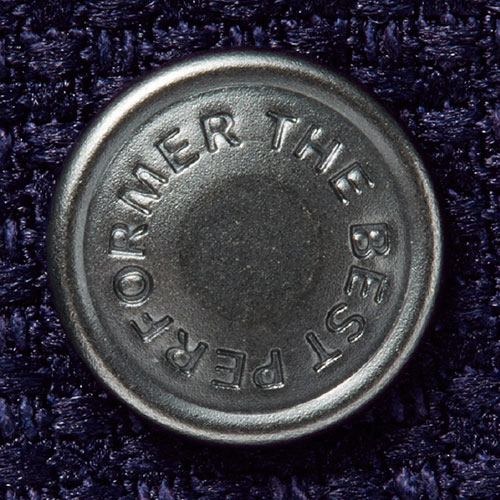 THE BEST PERFORMER